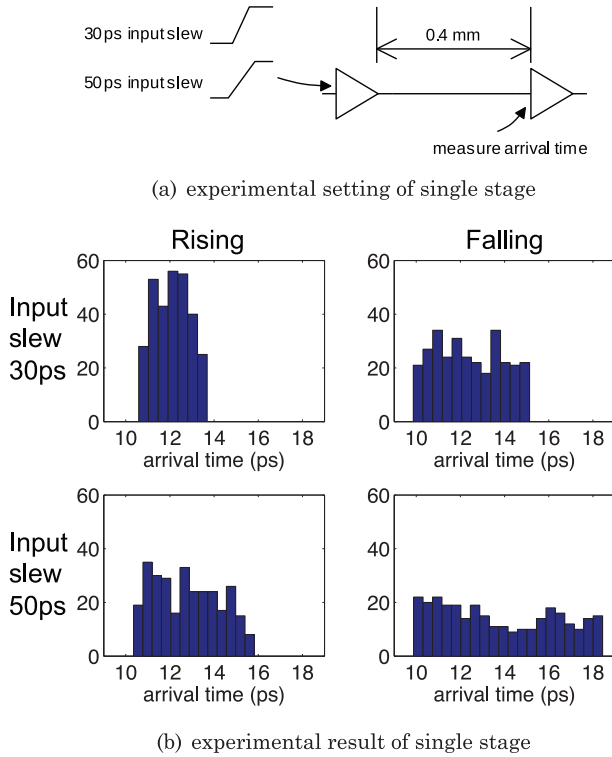 30ps input slew
50ps input slew
0.4 mm
measure arrival time
(a) experimental setting of single stage
Rising
Falling
Input slew 30ps
60
40
20
0
10 12 14 16 18
arrival time (ps)
60
40
20
0
10 12 14 16 18
arrival time (ps)
Input slew 50ps
60
40
20
0
10 12 14 16 18
arrival time (ps)
60
40
20
0
10 12 14 16 18
arrival time (ps)
(b) experimental result of single stage